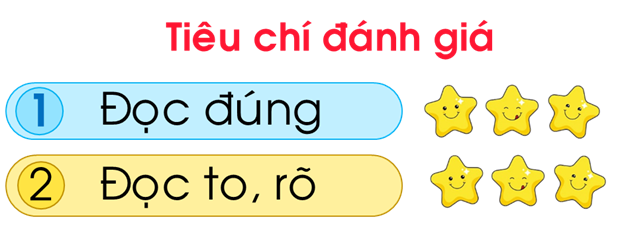 Tiêu chí đánh giá
1 Đọc đúng
2 Đọc to, rõ